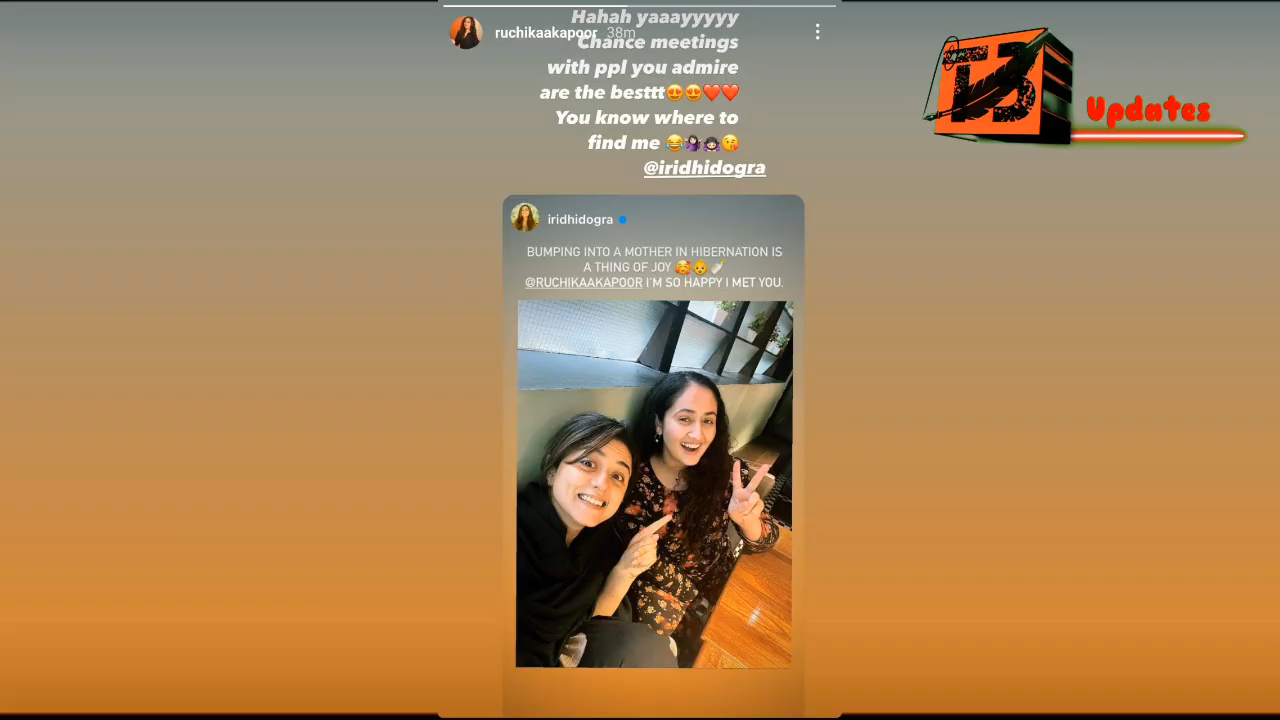 Hahah yaaayyyyy
ruchikaakapoor 38m
Chance meetings
with ppl you admire
are the besttt😍😍❤️❤️
You know where to
find me 😂🤷🏻‍♀️🙇🏻‍♀️😘
@iridhidogra
iridhidogra
BUMPING INTO A MOTHER IN HIBERNATION IS
A THING OF JOY 🥰👶🍼
@RUCHIKAAKAPOOR I'M SO HAPPY I MET YOU.
TB
Updates